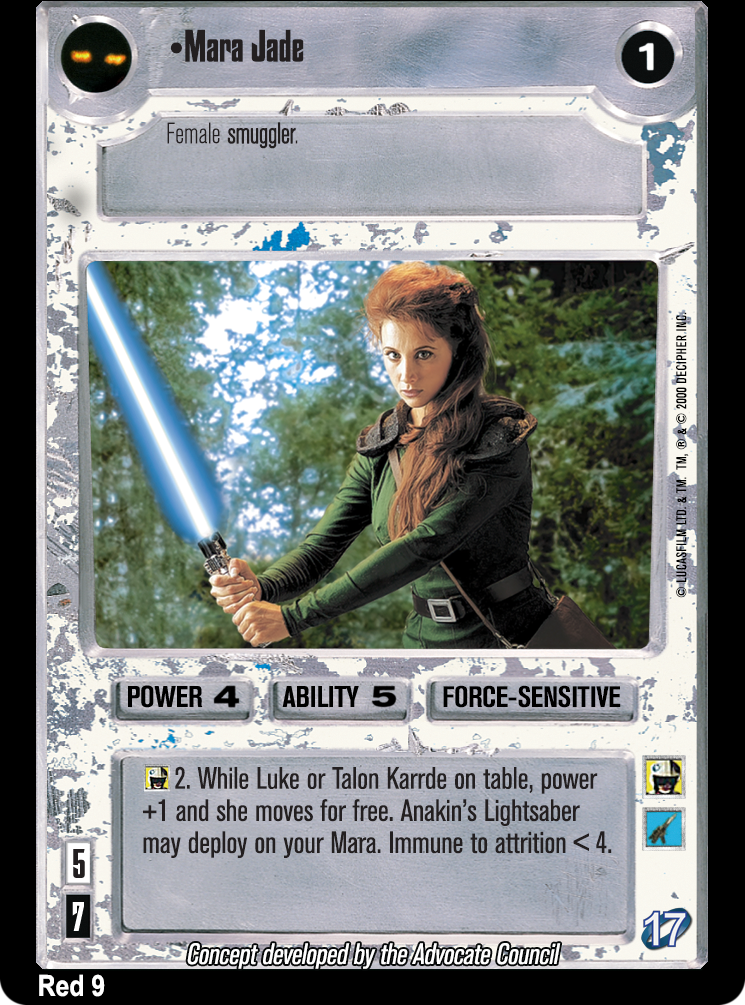 •Mara Jade
1
Female smuggler.
© LUCASFILM LTD. & TM. TM, ® & © 2000 DECIPHER INC.
POWER 4
ABILITY 5
FORCE-SENSITIVE
2. While Luke or Talon Karrde on table, power
+1 and she moves for free. Anakin's Lightsaber
may deploy on your Mara. Immune to attrition < 4.
5
7
17
Concept developed by the Advocate Council
Red 9